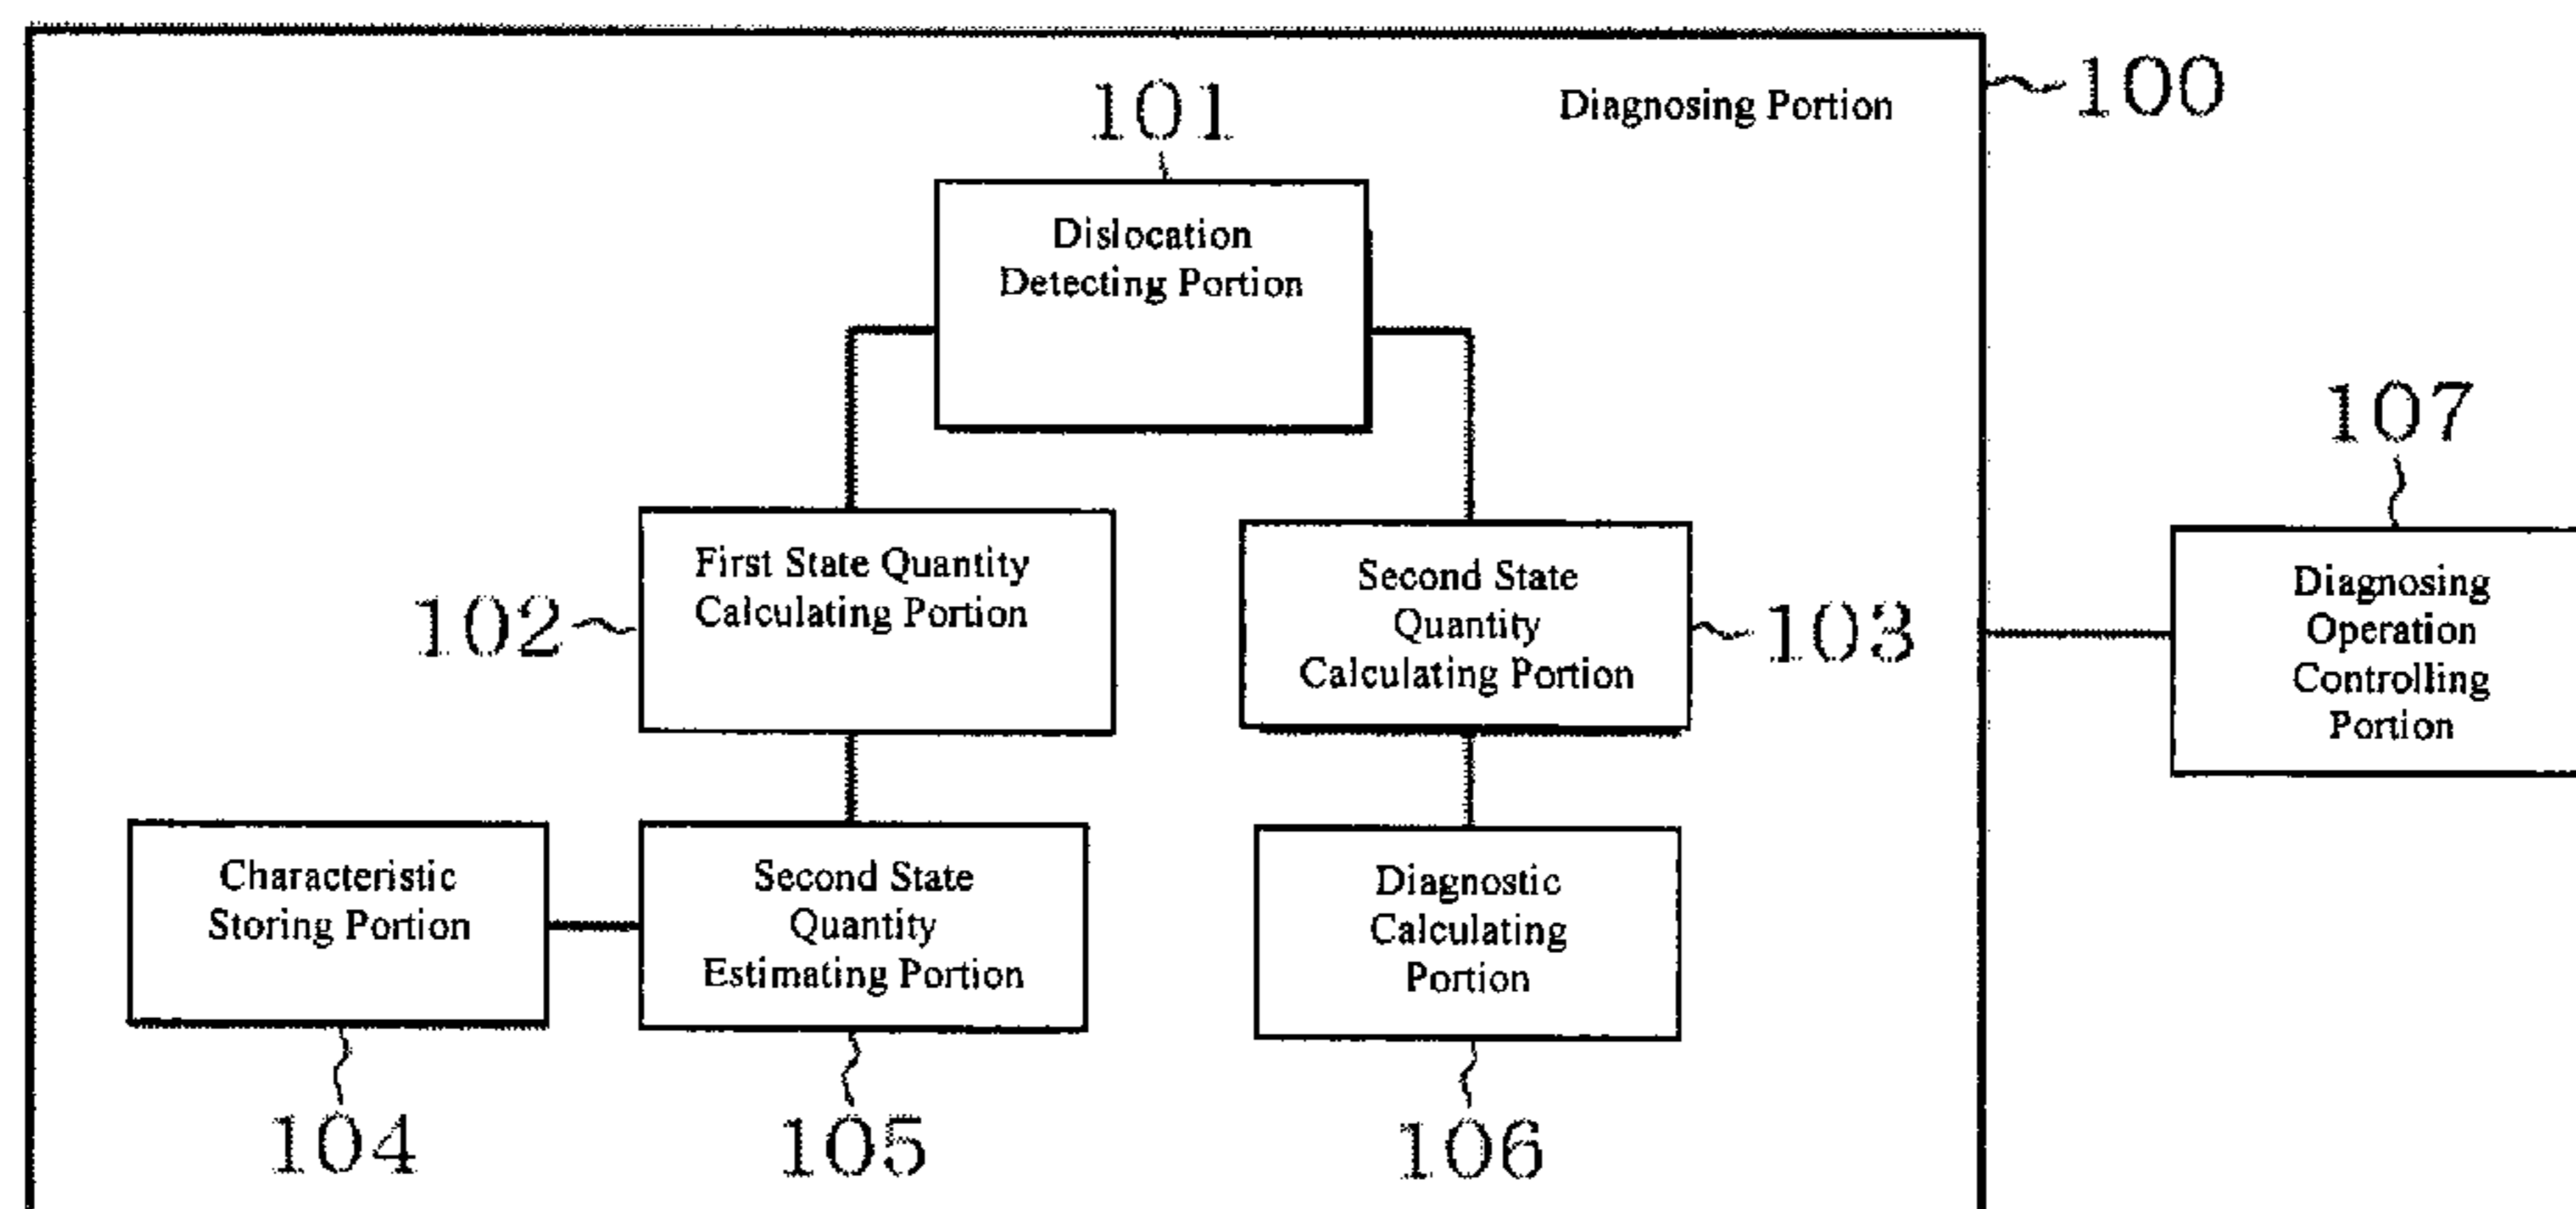 Diagnosing Portion
100
101
Dislocation
Detecting Portion
107
102
First State Quantity
Calculating Portion
Second State
Quantity
Calculating Portion
103
Diagnosing
Operation
Controlling
Portion
Characteristic
Storing Portion
Second State
Quantity
Estimating Portion
Diagnostic
Calculating
Portion
104
105
106